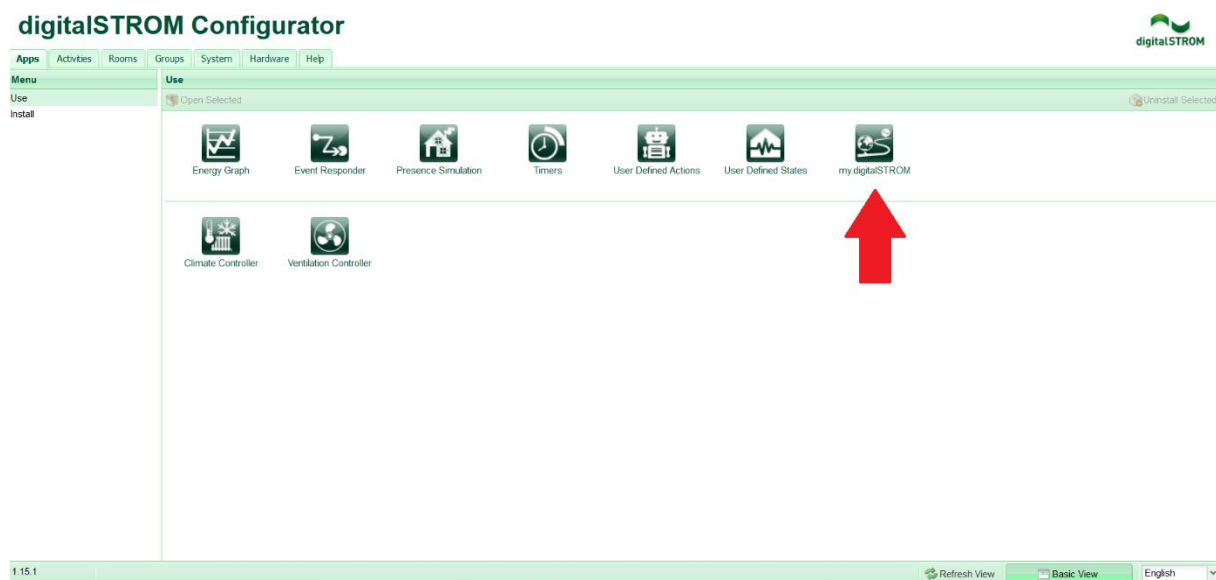 digitalSTROM Configurator
digitalSTROM
Apps Activities Rooms Groups System Hardware Help
Menu
Use
Use
Install
Open Selected
Uninstall Selected
Energy Graph
Event Responder
Presence Simulation
Timers
User Defined Actions
User Defined States
my.digitalSTROM
Climate Controller
Ventilation Controller
1.15.1
Refresh View
Basic View
English